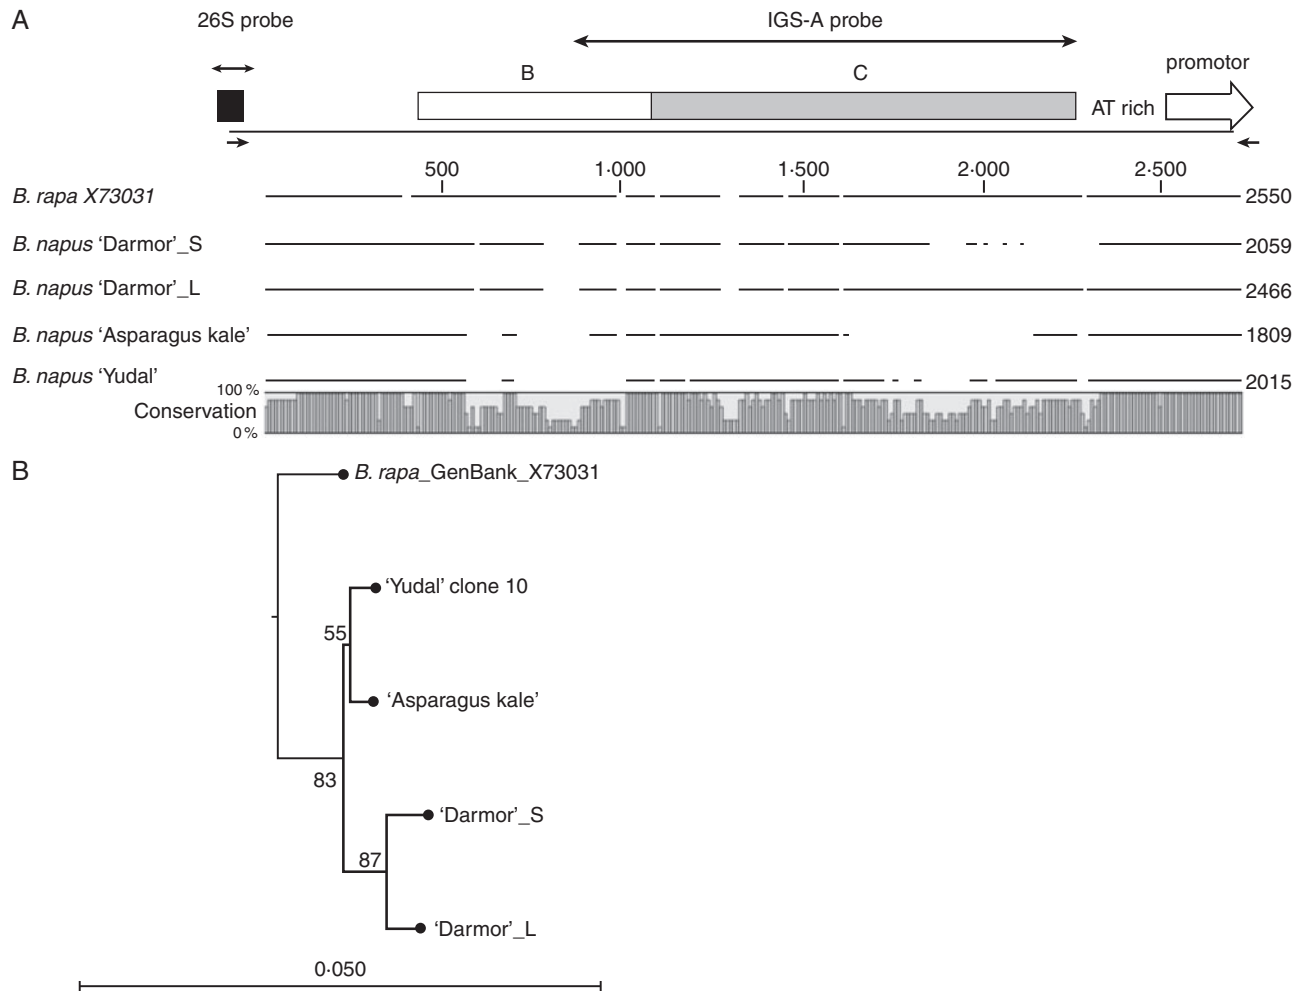 A
26S probe
IGS-A probe
B
C
promotor
AT rich
500
1·000
1·500
2·000
2·500
B. rapa X73031
2550
B. napus ‘Darmor’_S
2059
B. napus ‘Darmor’_L
2466
B. napus ‘Asparagus kale’
1809
B. napus ‘Yudal’
2015
100 %
Conservation
0 %
B
B. rapa_GenBank_X73031
‘Yudal’ clone 10
55
‘Asparagus kale’
83
‘Darmor’_S
87
‘Darmor’_L
0·050